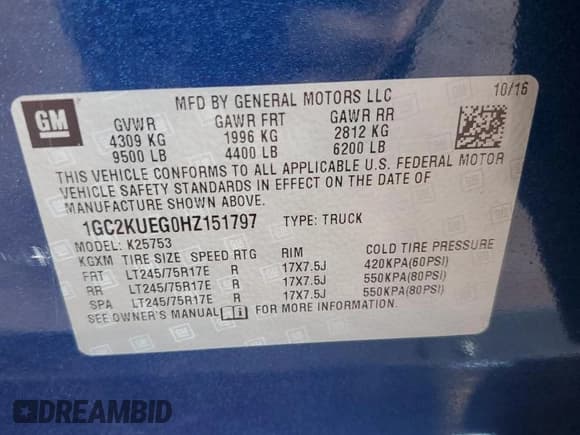 MFD BY GENERAL MOTORS LLC 10/16
GM
GVWR GAWR FRT GAWR RR
4309 KG 1996 KG 2812 KG
9500 LB 4400 LB 6200 LB
THIS VEHICLE CONFORMS TO ALL APPLICABLE U.S. FEDERAL MOTOR
VEHICLE SAFETY STANDARDS IN EFFECT ON THE DATE OF
MANUFACTURE SHOWN ABOVE.
1GC2KUEG0HZ151797 TYPE: TRUCK
MODEL: K25753
KGXM TIRE SIZE SPEED RTG RIM COLD TIRE PRESSURE
FRT LT245/75R17E R 17X7.5J 420KPA(60PSI)
RR LT245/75R17E R 17X7.5J 550KPA(80PSI)
SPA LT245/75R17E R 17X7.5J 550KPA(80PSI)
SEE OWNER'S MANUAL i FOR MORE INFORMATION.
DREAMBID